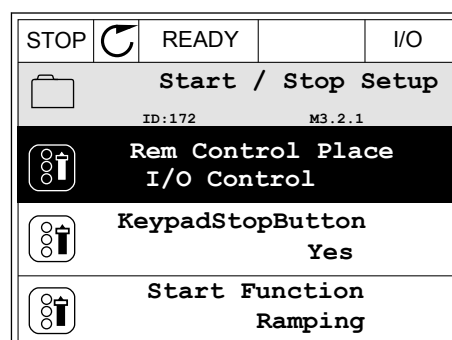 STOP READY I/O
Start / Stop Setup
ID:172 M3.2.1
Rem Control Place
I/O Control
KeypadStopButton
Yes
Start Function
Ramping